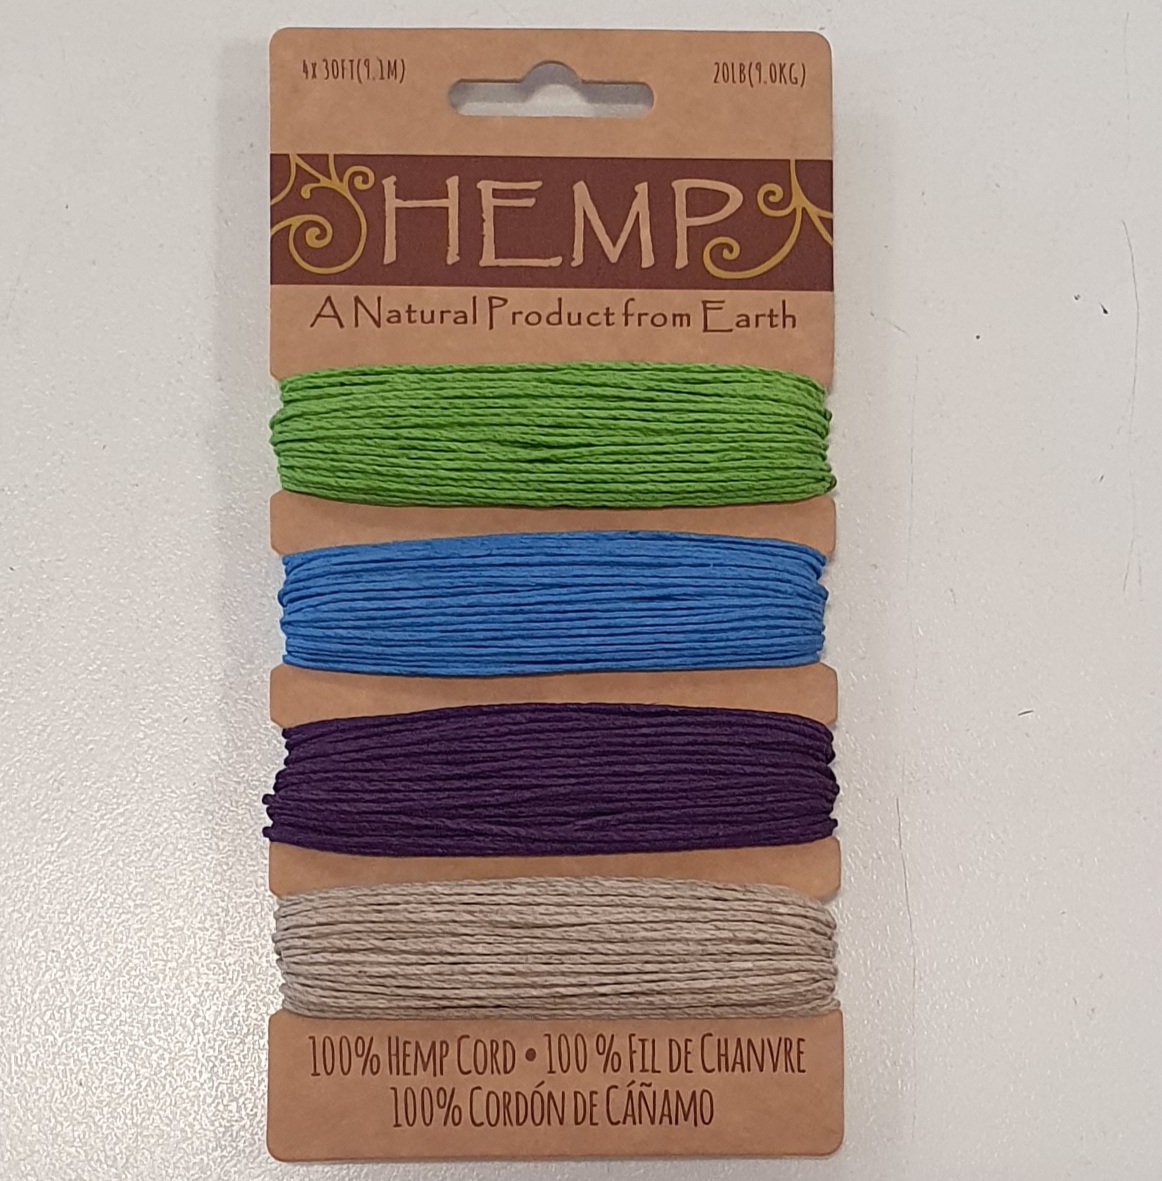 4x 30FT(9.1M)
20LB(9.0KG)
HEMP
A Natural Product from Earth
100% HEMP CORD • 100 % FIL DE CHANVRE
100% CORDÓN DE CÁÑAMO